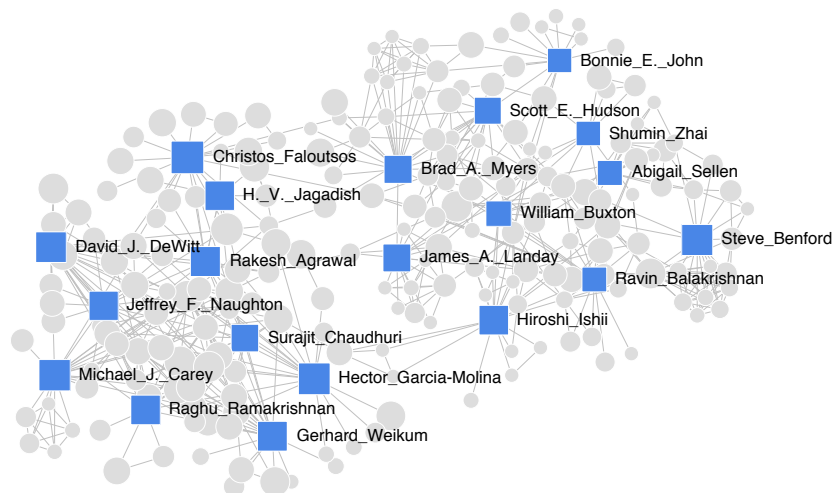 Bonnie_E._John
Scott_E._Hudson
Shumin_Zhai
Christos_Faloutsos
Brad_A._Myers
Abigail_Sellen
H._V._Jagadish
William_Buxton
Steve_Benford
David_J._DeWitt
Rakesh_Agrawal
James_A._Landay
Ravin_Balakrishnan
Jeffrey_F._Naughton
Hiroshi_Ishii
Surajit_Chaudhuri
Michael_J._Carey
Hector_Garcia-Molina
Raghu_Ramakrishnan
Gerhard_Weikum